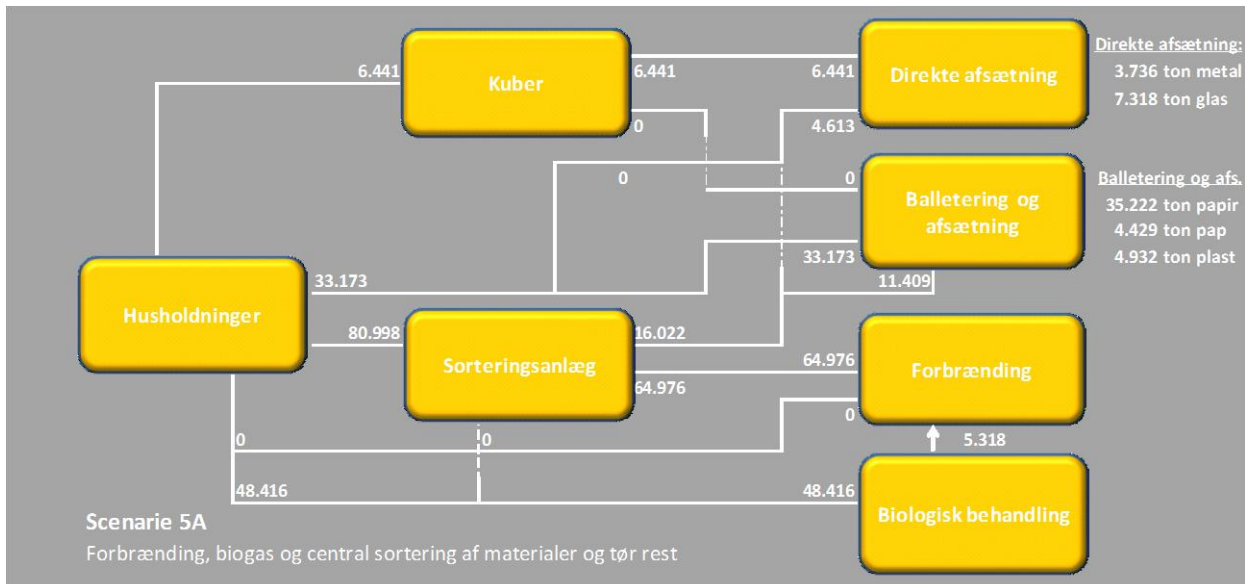 Direkte afsætning:
6.441
Kuber
6.441
6.441
Direkte afsætning
3.736 ton metal
7.318 ton glas
0
4.613
0
0
Balletering og afs.
Balletering og
afsætning
35.222 ton papir
4.429 ton pap
4.932 ton plast
33.173
33.173
11.409
Husholdninger
80.998
16.022
Sorteringsanlæg
64.976
64.976
Forbrænding
0
0
0
5.318
48.416
48.416
Biologisk behandling
Scenarie 5A
Forbrænding, biogas og central sortering af materialer og tør rest